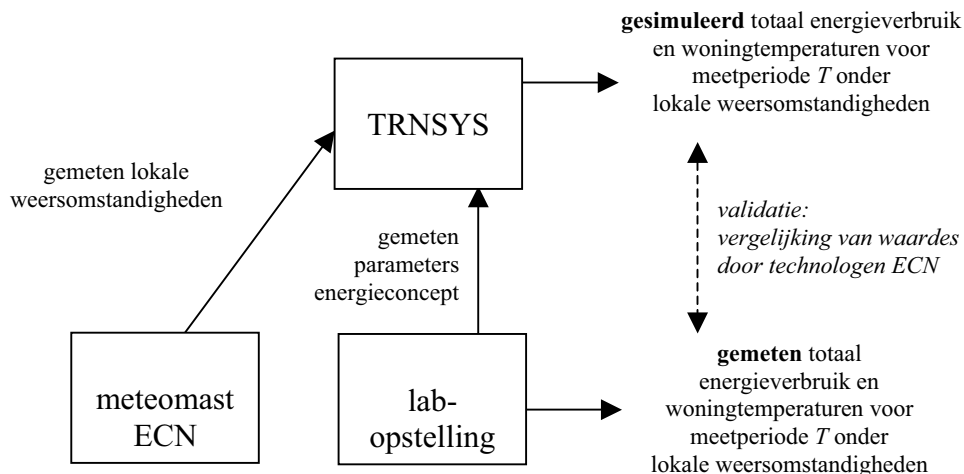 gesimuleerd totaal energieverbruik
en woningtemperaturen voor
meetperiode T onder
lokale weersomstandigheden
TRNSYS
gemeten lokale
weersomstandigheden
gemeten
parameters
energieconcept
validatie:
vergelijking van waardes
door technologen ECN
meteomast
ECN
lab-
opstelling
gemeten totaal
energieverbruik en
woningtemperaturen voor
meetperiode T onder
lokale weersomstandigheden